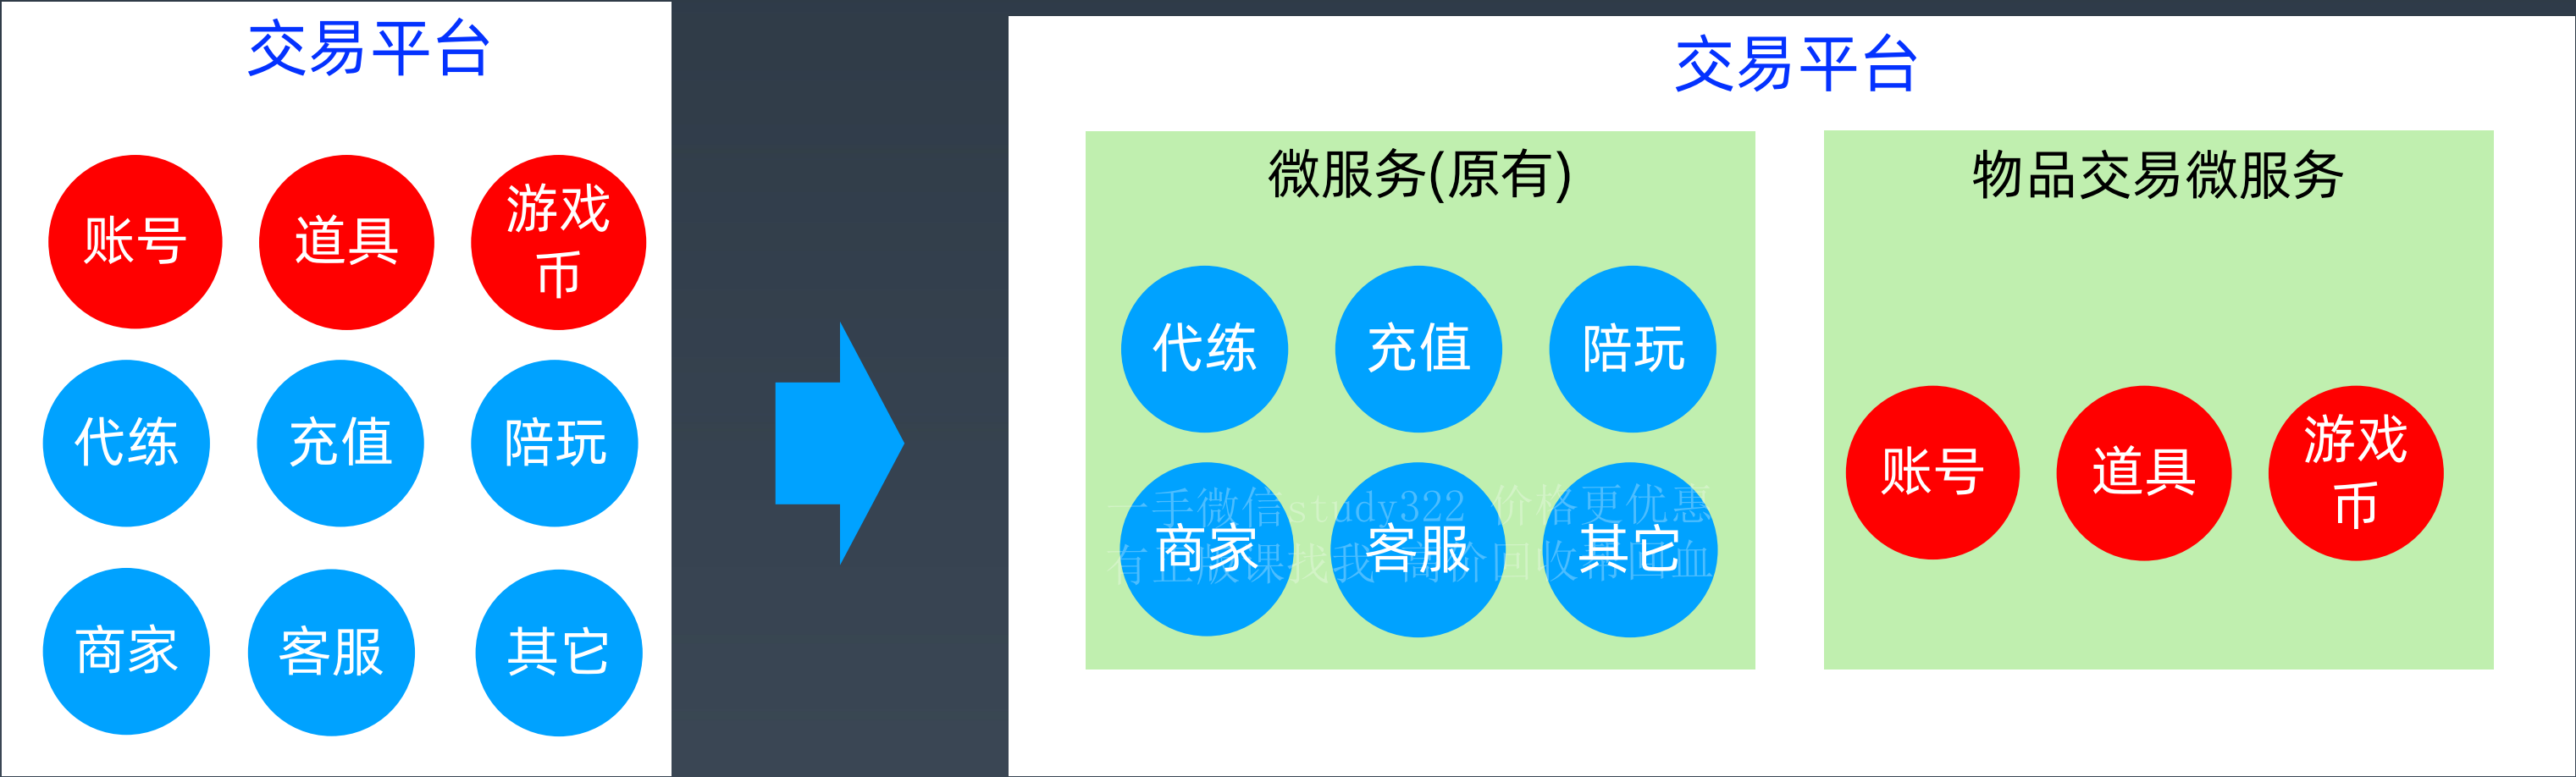 交易平台
账号
道具
游戏
币
代练
充值
陪玩
商家
客服
其它
交易平台
微服务(原有)
代练
充值
陪玩
一手微信study322 价格更优惠
商家
客服
其它
有正版课找我 高价回收帮回血
物品交易微服务
账号
道具
游戏
币